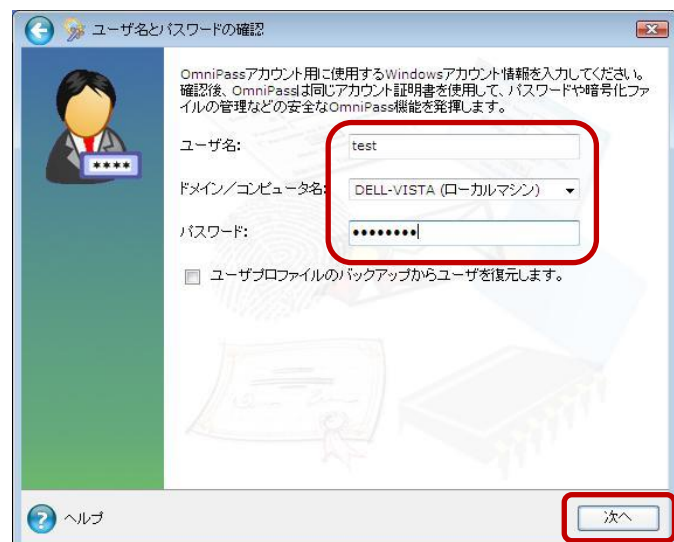 ユーザ名とパスワードの確認
OmniPassアカウント用に使用するWindowsアカウント情報を入力してください。
確認後、OmniPassは同じアカウント証明書を使用して、パスワードや暗号化ファ
イルの管理などの安全なOmniPass機能を発揮します。
ユーザ名: test
****
ドメイン／コンピュータ名: DELL-VISTA (ローカルマシン)
パスワード: ••••••••
ユーザプロファイルのバックアップからユーザを復元します。
ヘルプ 次へ